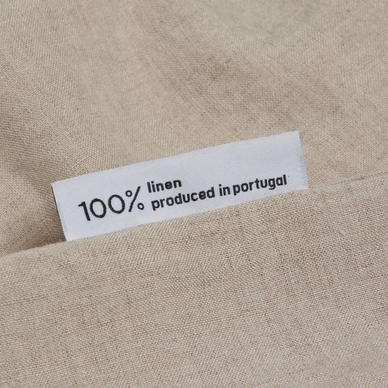 100% linen
produced in portugal